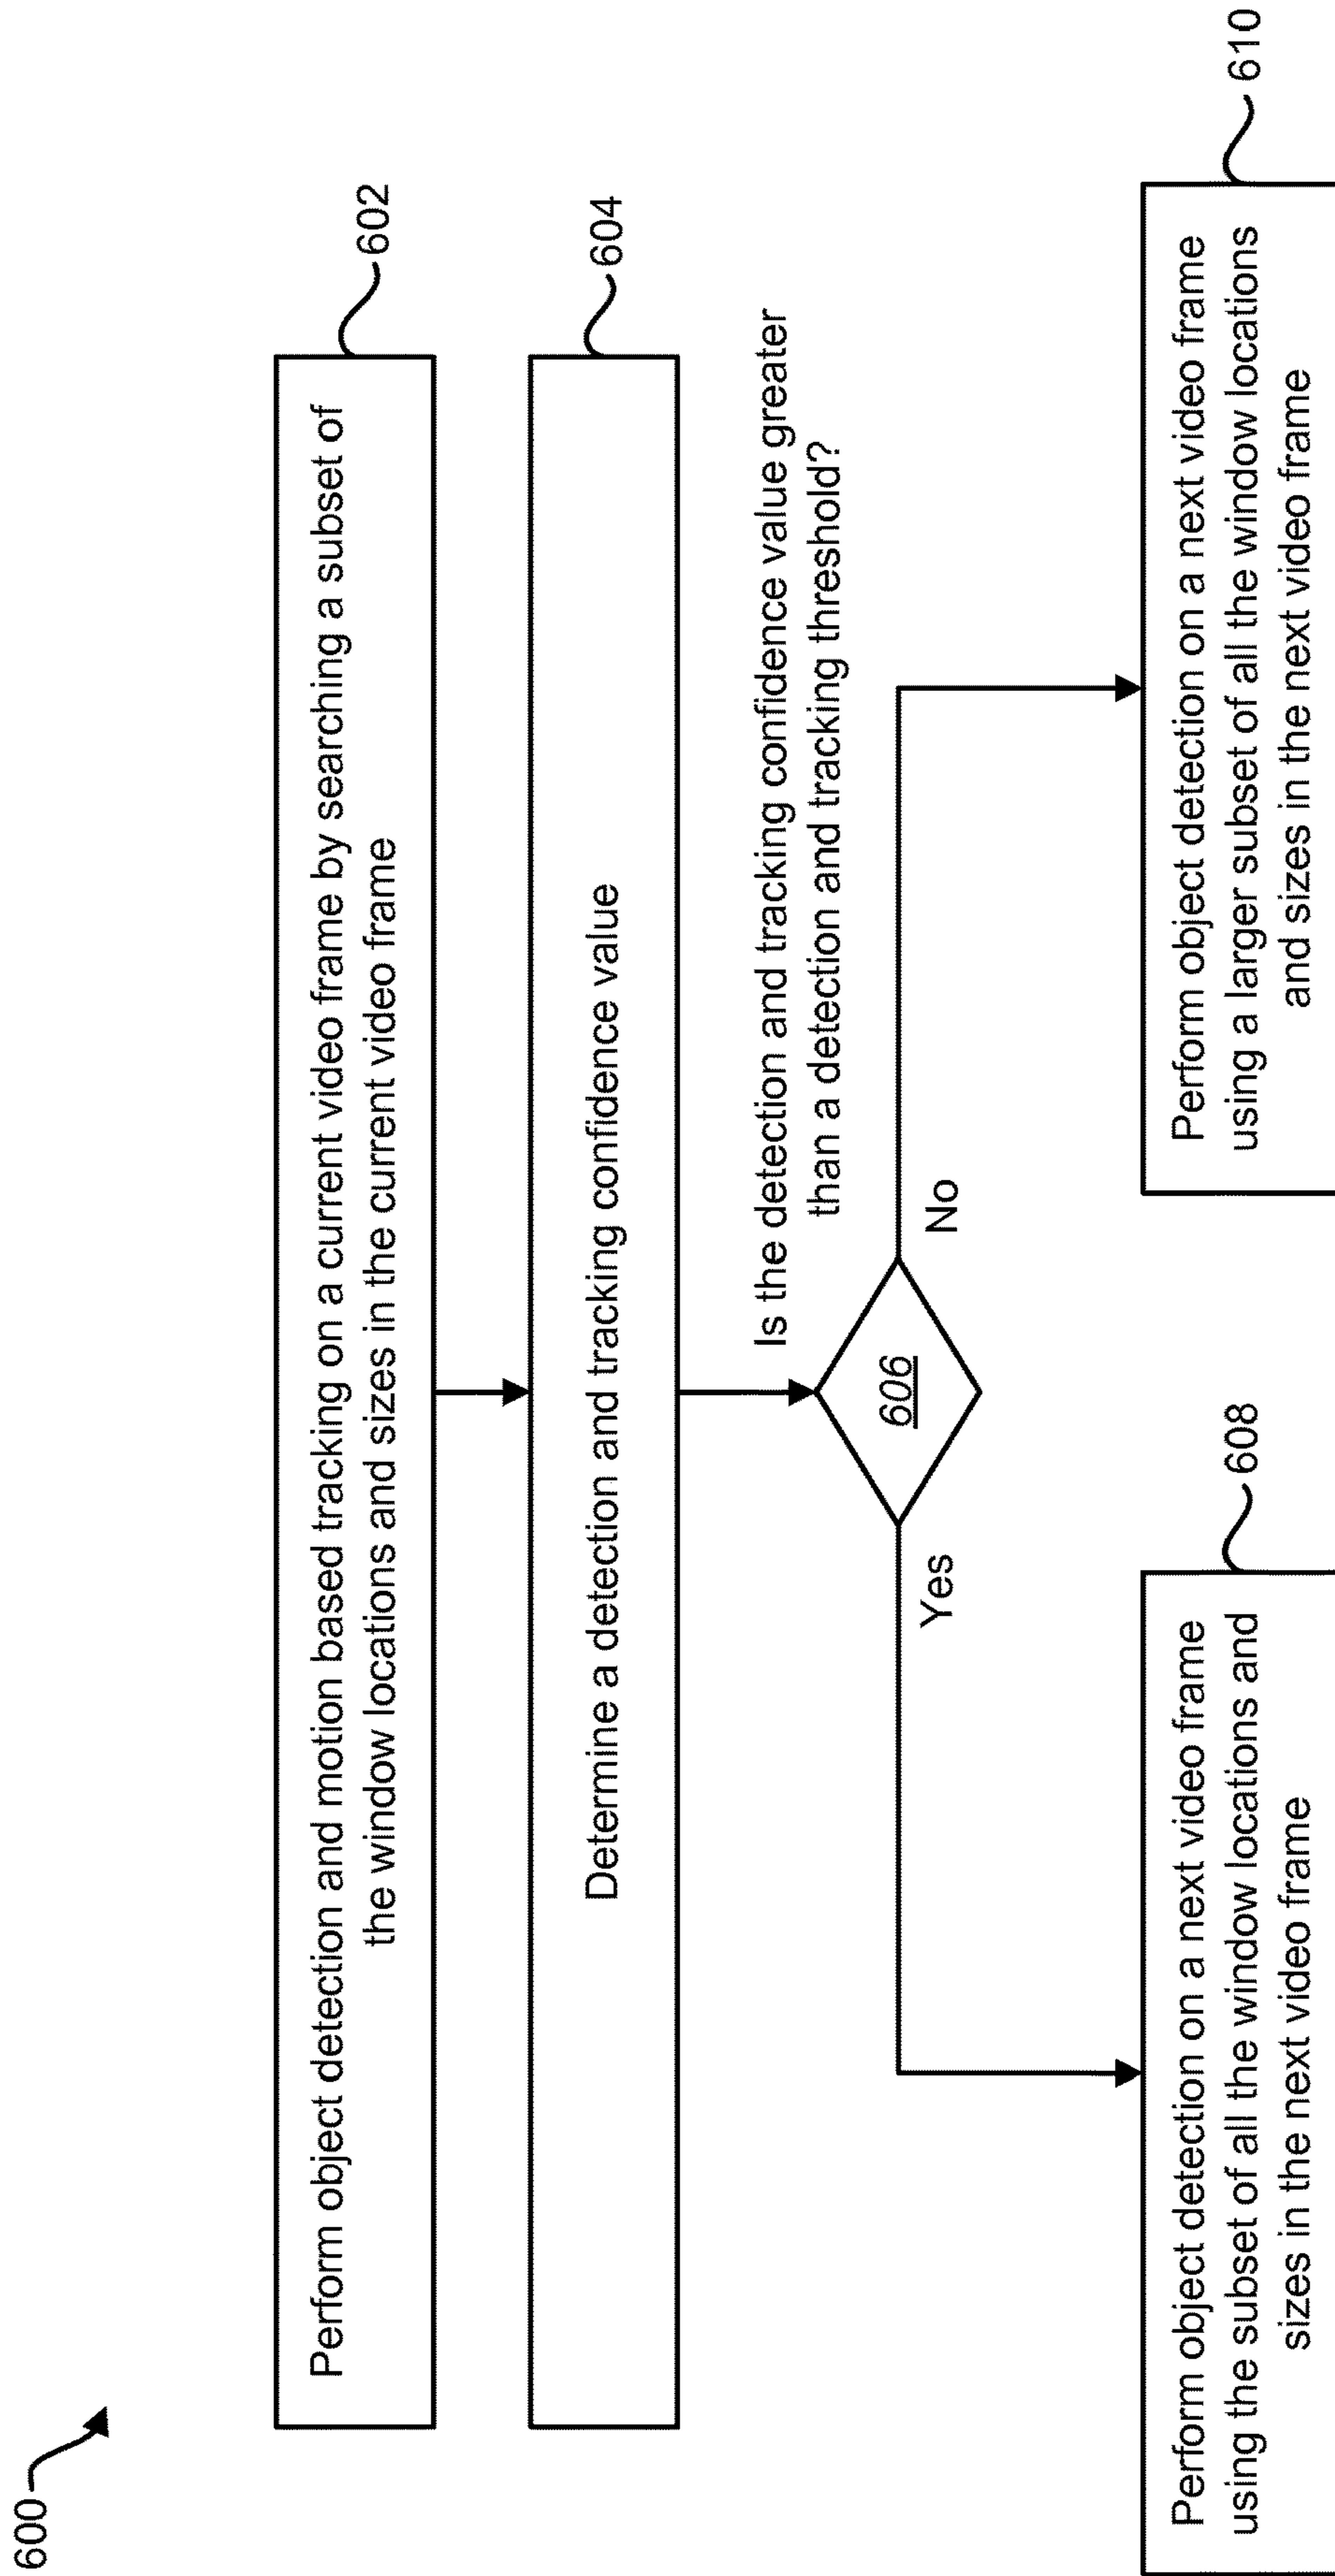 600
Perform object detection and motion based tracking on a current video frame by searching a subset of
the window locations and sizes in the current video frame
602
Determine a detection and tracking confidence value
604
Is the detection and tracking confidence value greater
than a detection and tracking threshold?
606
Yes
No
Perform object detection on a next video frame
using the subset of all the window locations and
sizes in the next video frame
608
Perform object detection on a next video frame
using a larger subset of all the window locations
and sizes in the next video frame
610